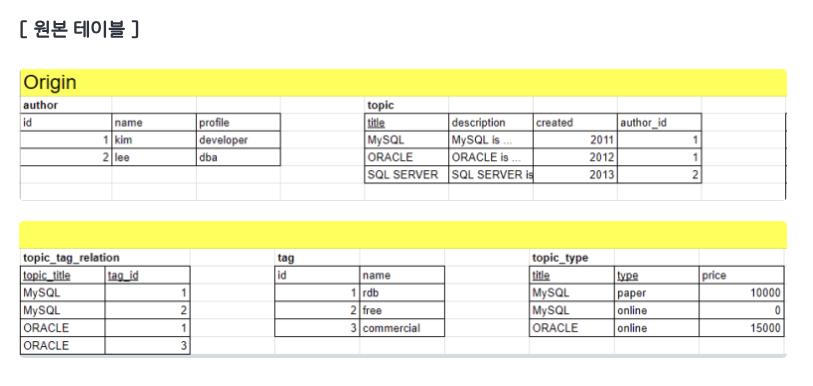 [ 원본 테이블 ]
Origin
author topic
id name profile title description created author_id
1 kim developer MySQL MySQL is ... 2011 1
2 lee dba ORACLE ORACLE is ... 2012 1
SQL SERVER SQL SERVER is 2013 2
topic_tag_relation tag topic_type
topic_title tag_id id name title type price
MySQL 1 1 rdb MySQL paper 10000
MySQL 2 2 free MySQL online 0
ORACLE 1 3 commercial ORACLE online 15000
ORACLE 3